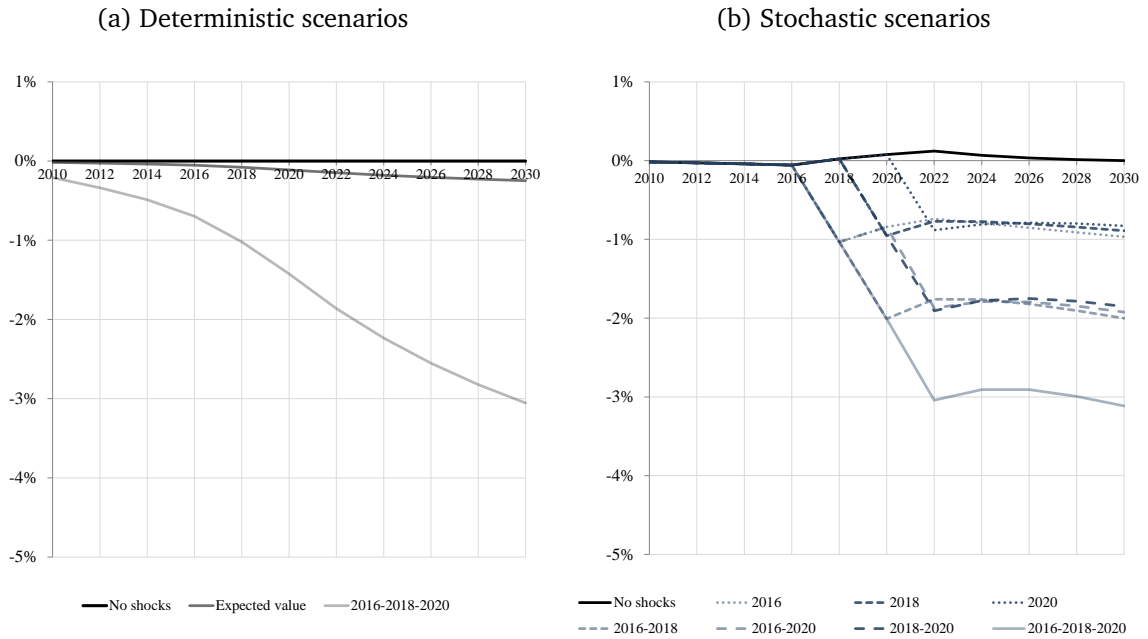 (a) Deterministic scenarios
1%
0%
2010 2012 2014 2016 2018 2020 2022 2024 2026 2028 2030
-1%
-2%
-3%
-4%
-5%
No shocks Expected value 2016-2018-2020
(b) Stochastic scenarios
1%
0%
2010 2012 2014 2016 2018 2020 2022 2024 2026 2028 2030
-1%
-2%
-3%
-4%
-5%
No shocks 2016 2018 2020
2016-2018 2016-2020 2018-2020 2016-2018-2020